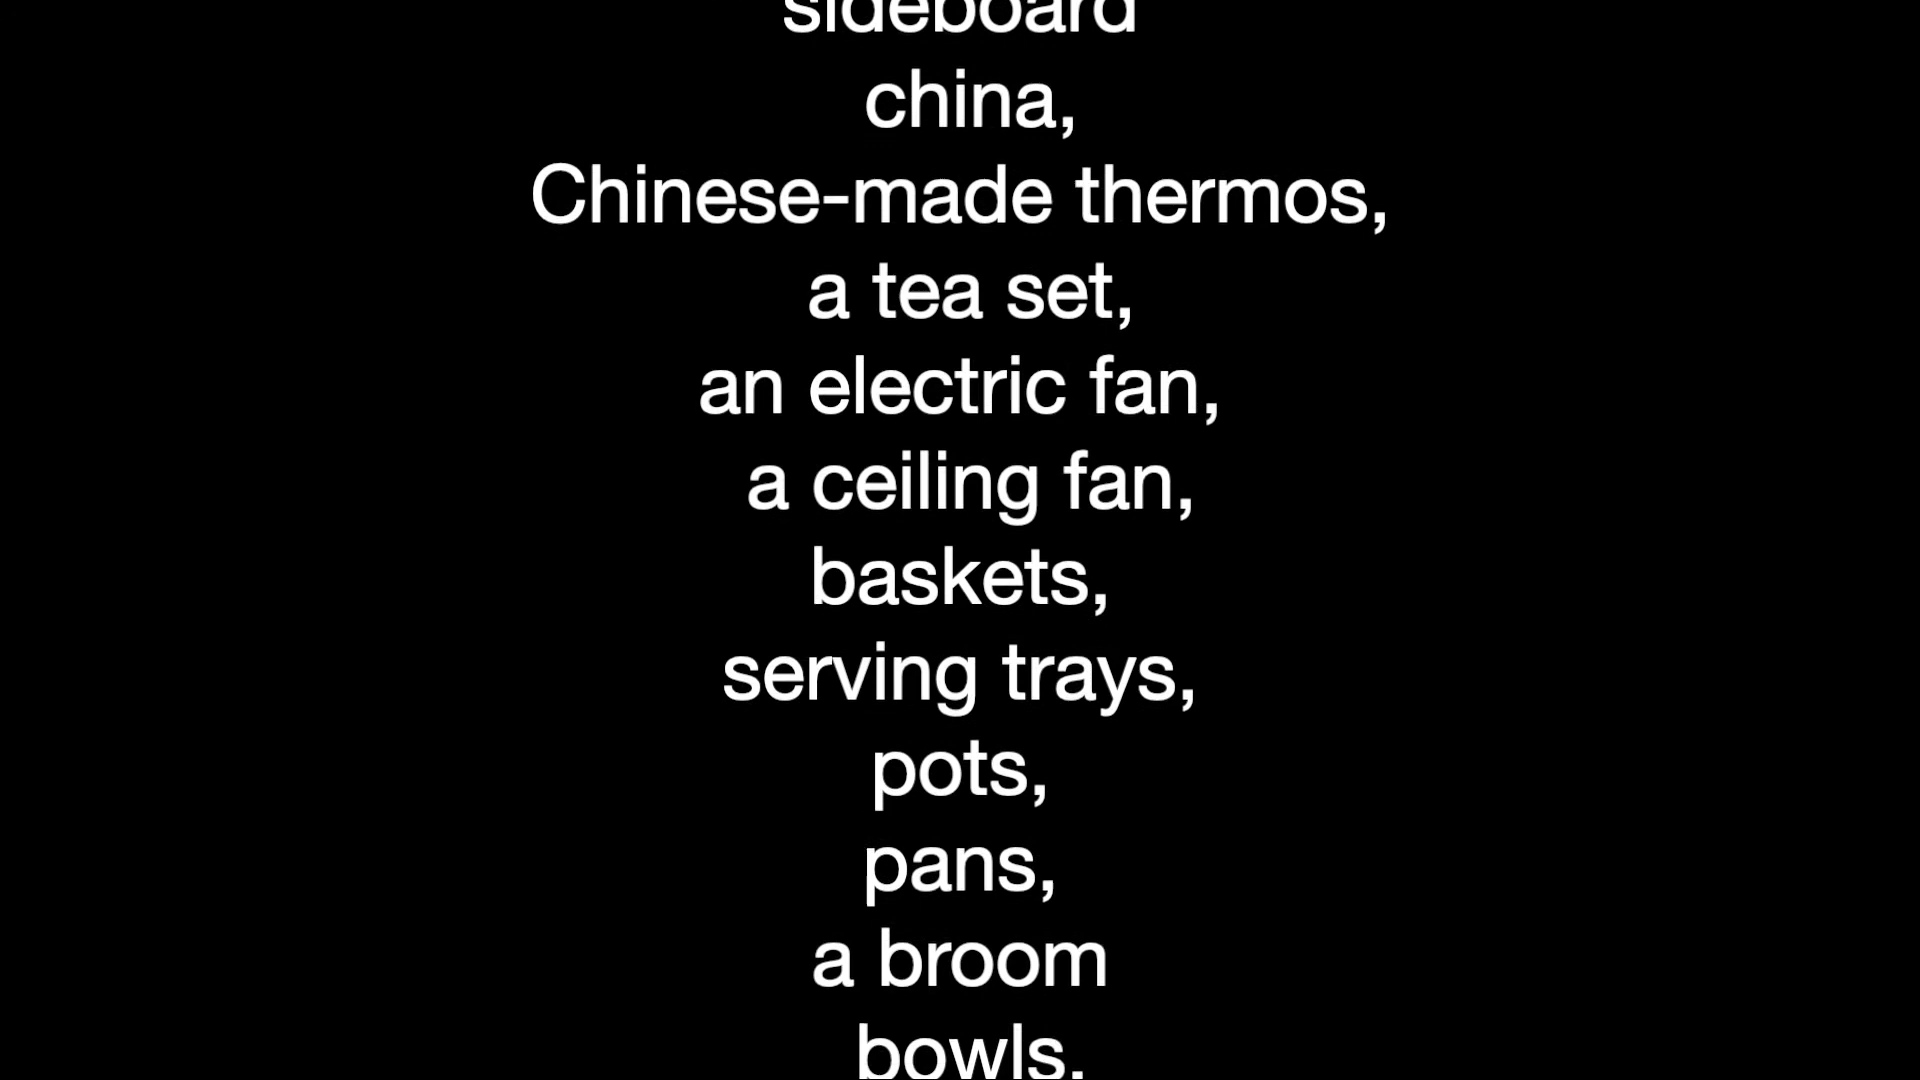 sideboard
china,
Chinese-made thermos,
a tea set,
an electric fan,
a ceiling fan,
baskets,
serving trays,
pots,
pans,
a broom
bowls,